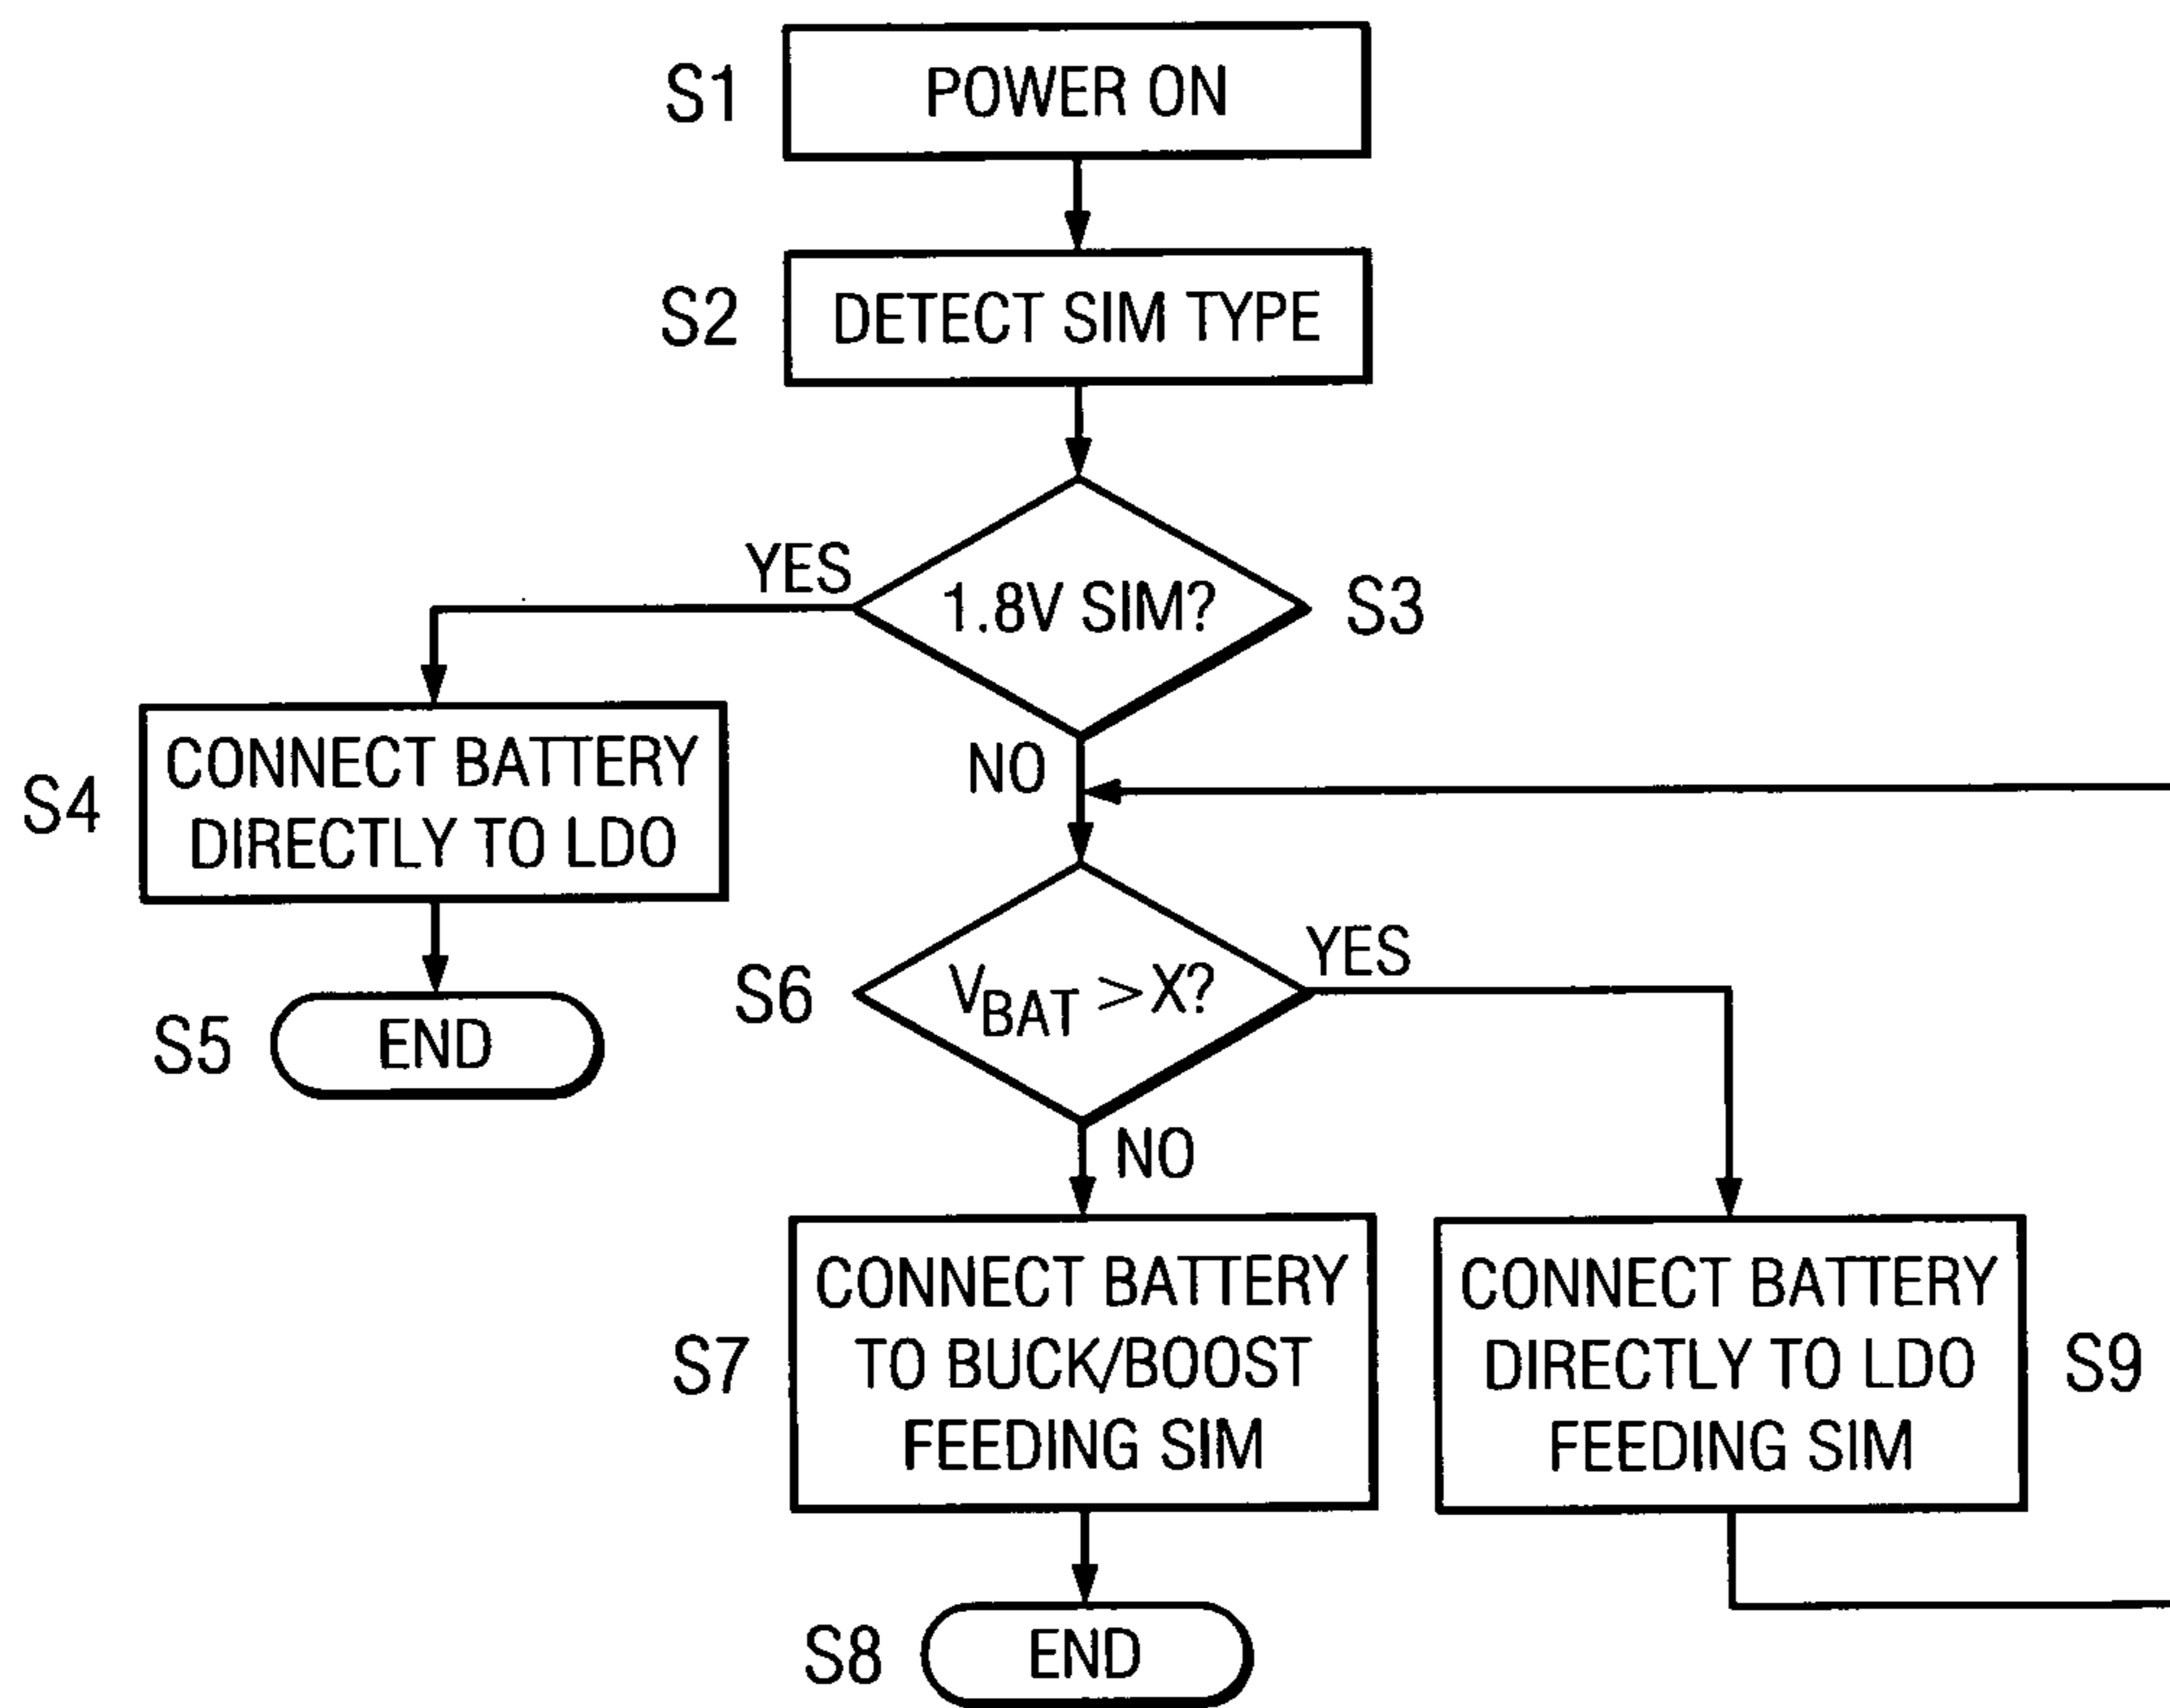 S1
POWER ON
S2
DETECT SIM TYPE
YES
1.8V SIM?
S3
NO
S4
CONNECT BATTERY
DIRECTLY TO LDO
S5
END
S6
VBAT >X?
YES
NO
S7
CONNECT BATTERY
TO BUCK/BOOST
FEEDING SIM
CONNECT BATTERY
DIRECTLY TO LDO
FEEDING SIM
S9
S8
END